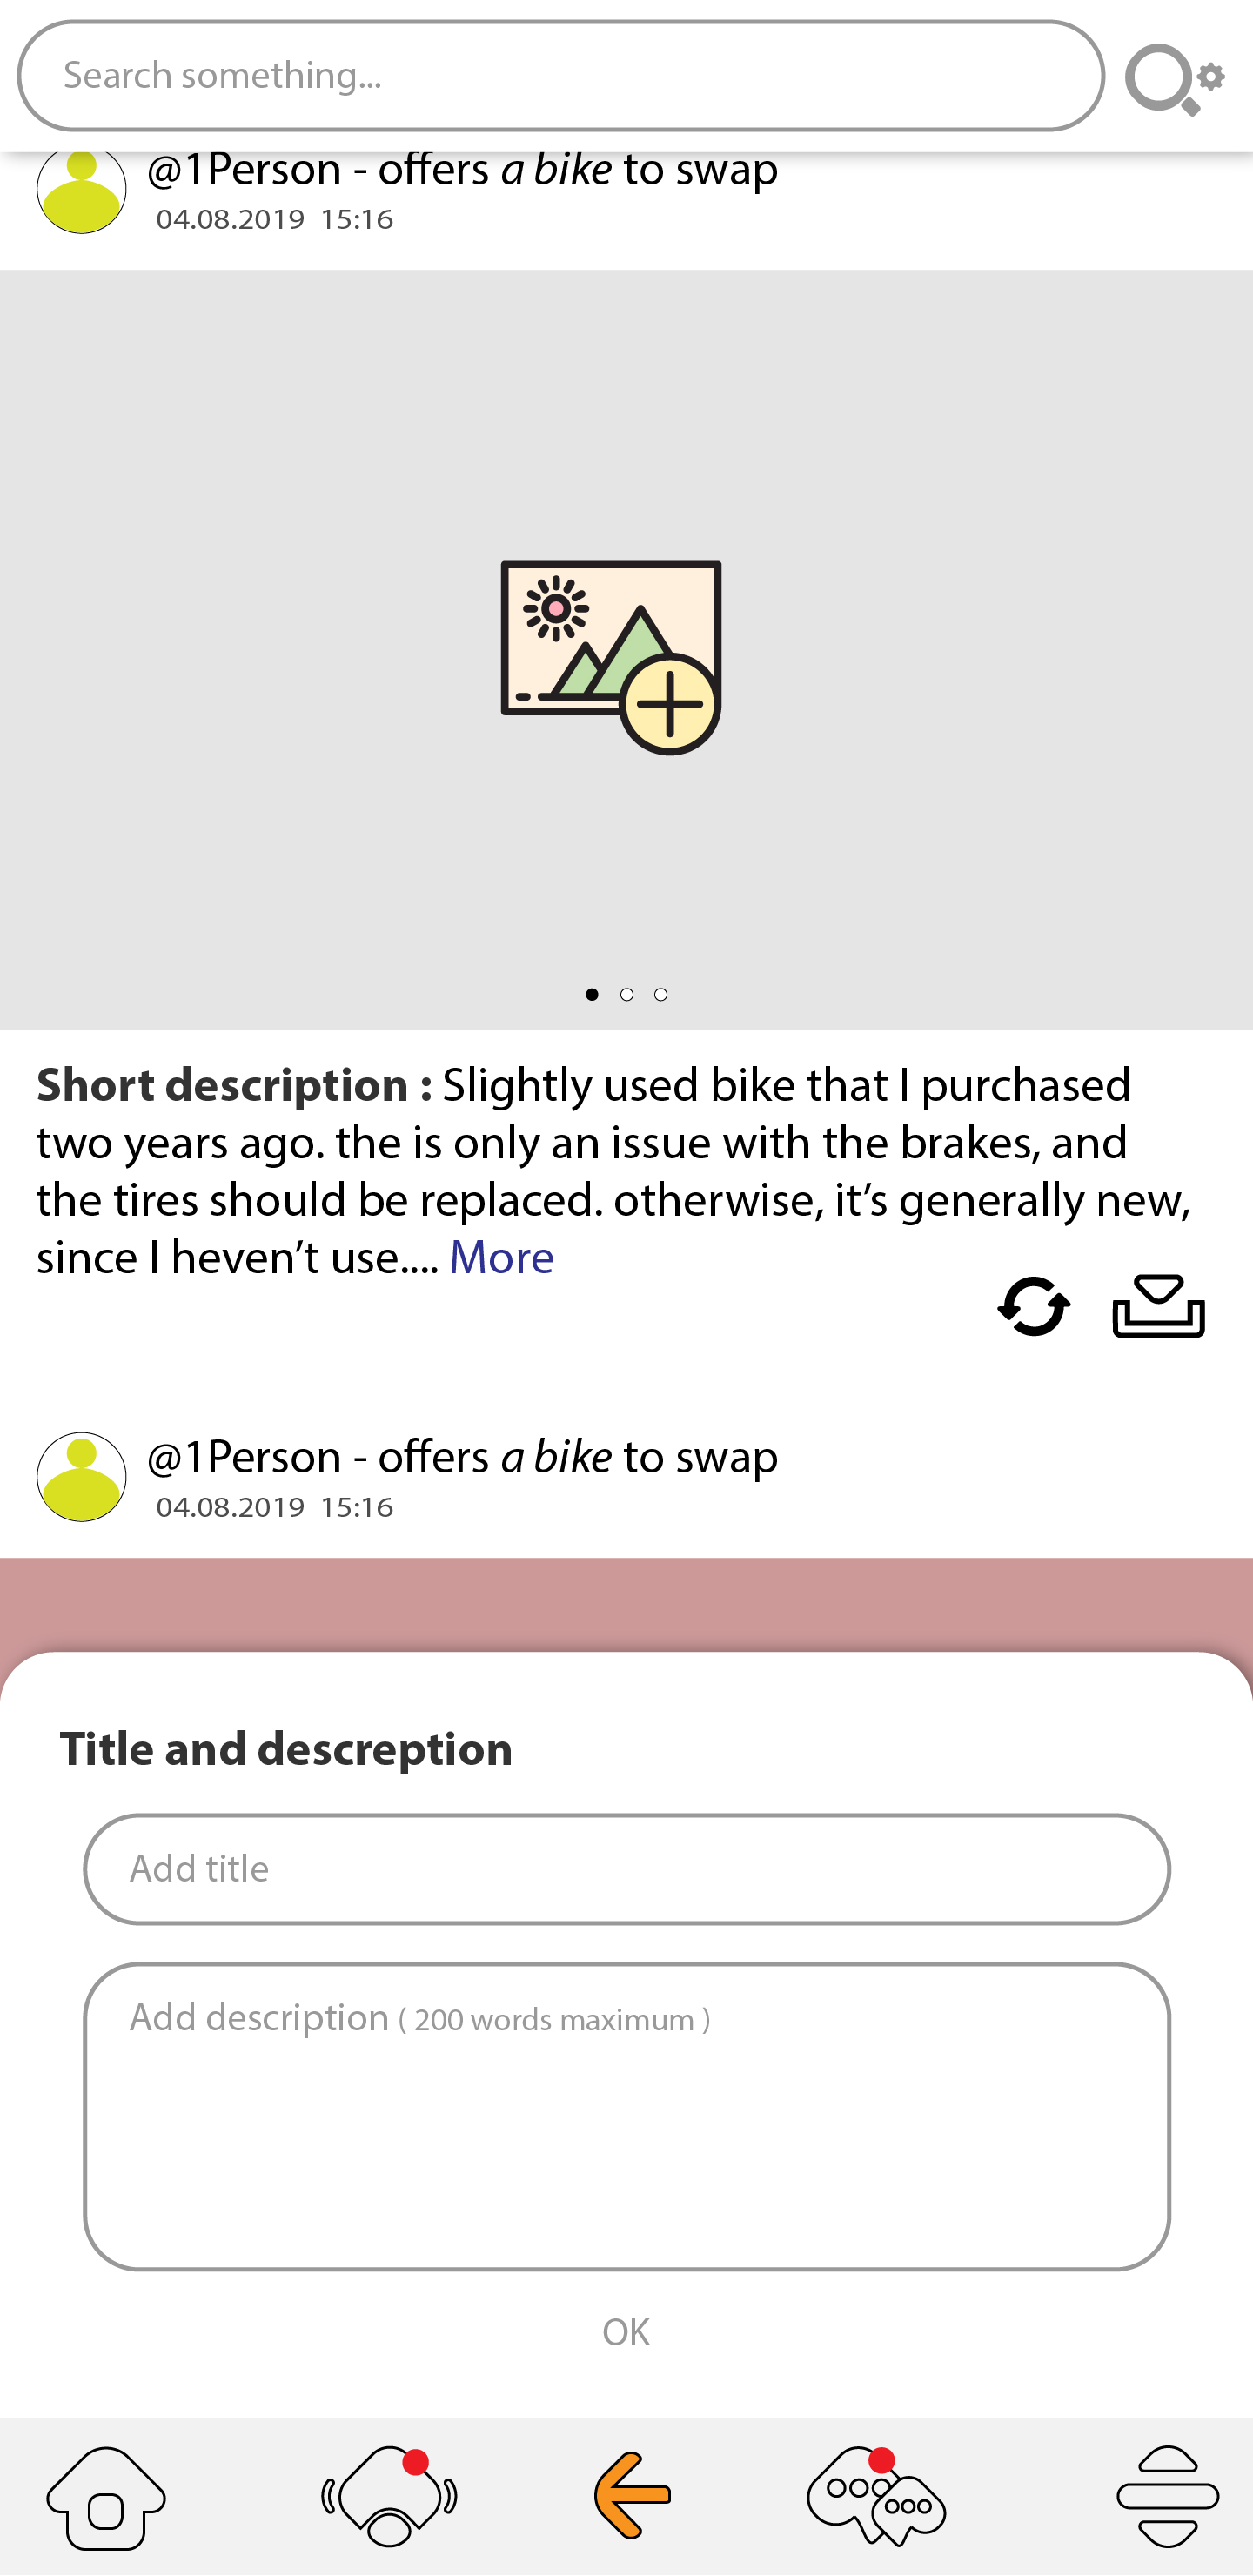 Search something...
@1Person - offers a bike to swap
04.08.2019 15:16
Short description : Slightly used bike that I purchased
two years ago. the is only an issue with the brakes, and
the tires should be replaced. otherwise, it’s generally new,
since I heven’t use.... More
@1Person - offers a bike to swap
04.08.2019 15:16
Title and descreption
Add title
Add description ( 200 words maximum )
OK